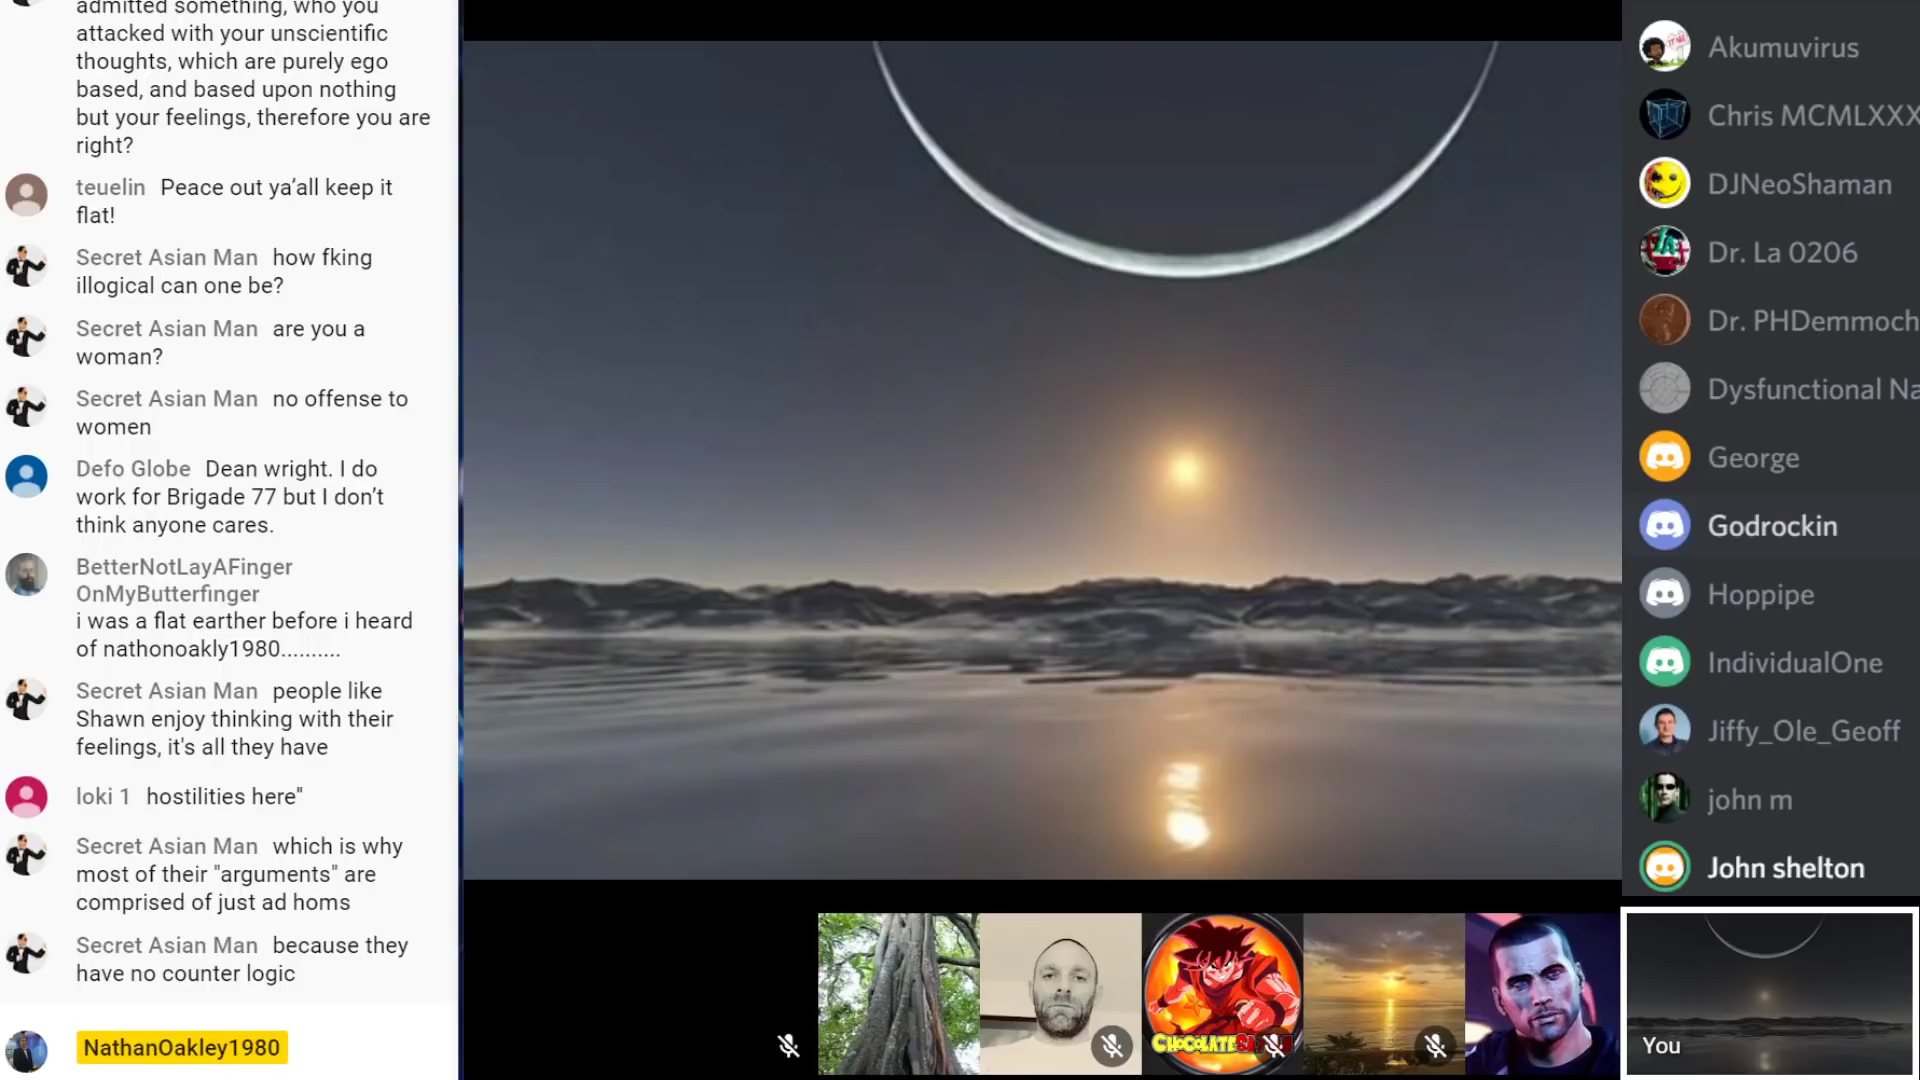 admitted something, who you
attacked with your unscientific
thoughts, which are purely ego
based, and based upon nothing
but your feelings, therefore you are
right?
teuelin Peace out ya’all keep it
flat!
Secret Asian Man how fking
illogical can one be?
Secret Asian Man are you a
woman?
Secret Asian Man no offense to
women
Defo Globe Dean wright. I do
work for Brigade 77 but I don’t
think anyone cares.
BetterNotLayAFinger
OnMyButterfinger
i was a flat earther before i heard
of nathonoakly1980..........
Secret Asian Man people like
Shawn enjoy thinking with their
feelings, it's all they have
loki 1 hostilities here"
Secret Asian Man which is why
most of their "arguments" are
comprised of just ad homs
Secret Asian Man because they
have no counter logic
NathanOakley1980
Akumuvirus
Chris MCMLXXX
DJNeoShaman
Dr. La 0206
Dr. PHDemmoch
Dysfunctional Na
George
Godrockin
Hoppipe
IndividualOne
Jiffy_Ole_Geoff
john m
John shelton
You